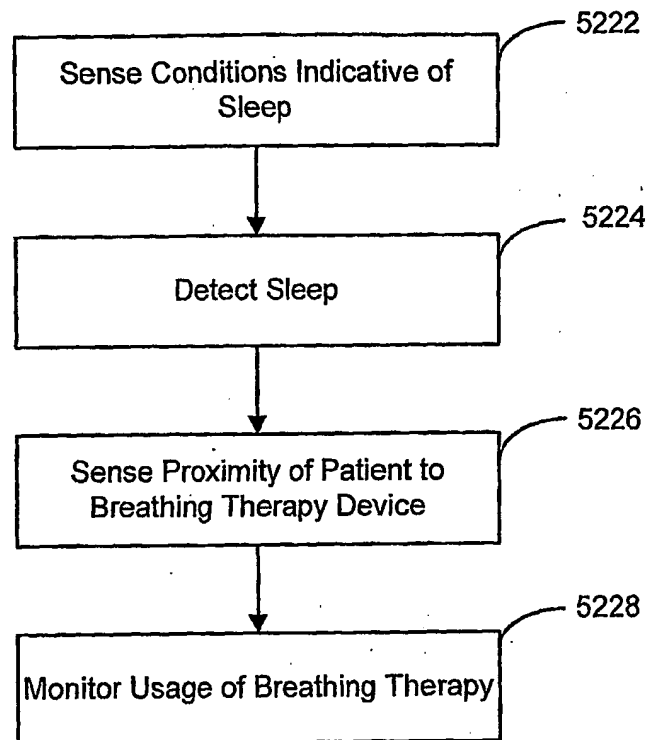 5222
Sense Conditions Indicative of
Sleep
5224
Detect Sleep
5226
Sense Proximity of Patient to
Breathing Therapy Device
5228
Monitor Usage of Breathing Therapy